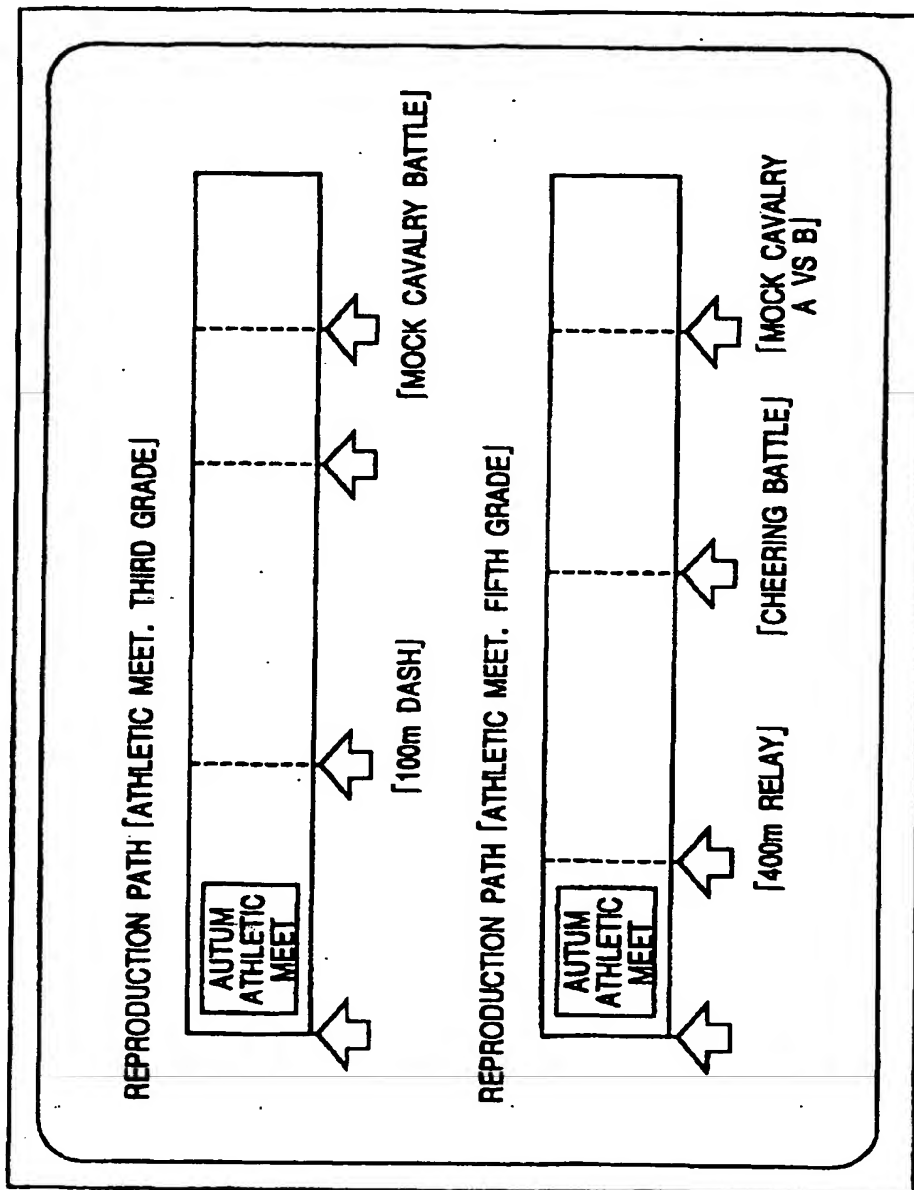 REPRODUCTION PATH ｢ATHLETIC MEET. THIRD GRADE｣
AUTUM
ATHLETIC
MEET
｢100m DASH｣
｢MOCK CAVALRY BATTLE｣
REPRODUCTION PATH ｢ATHLETIC MEET. FIFTH GRADE｣
AUTUM
ATHLETIC
MEET
｢400m RELAY｣
｢CHEERING BATTLE｣
｢MOCK CAVALRY
A VS B｣